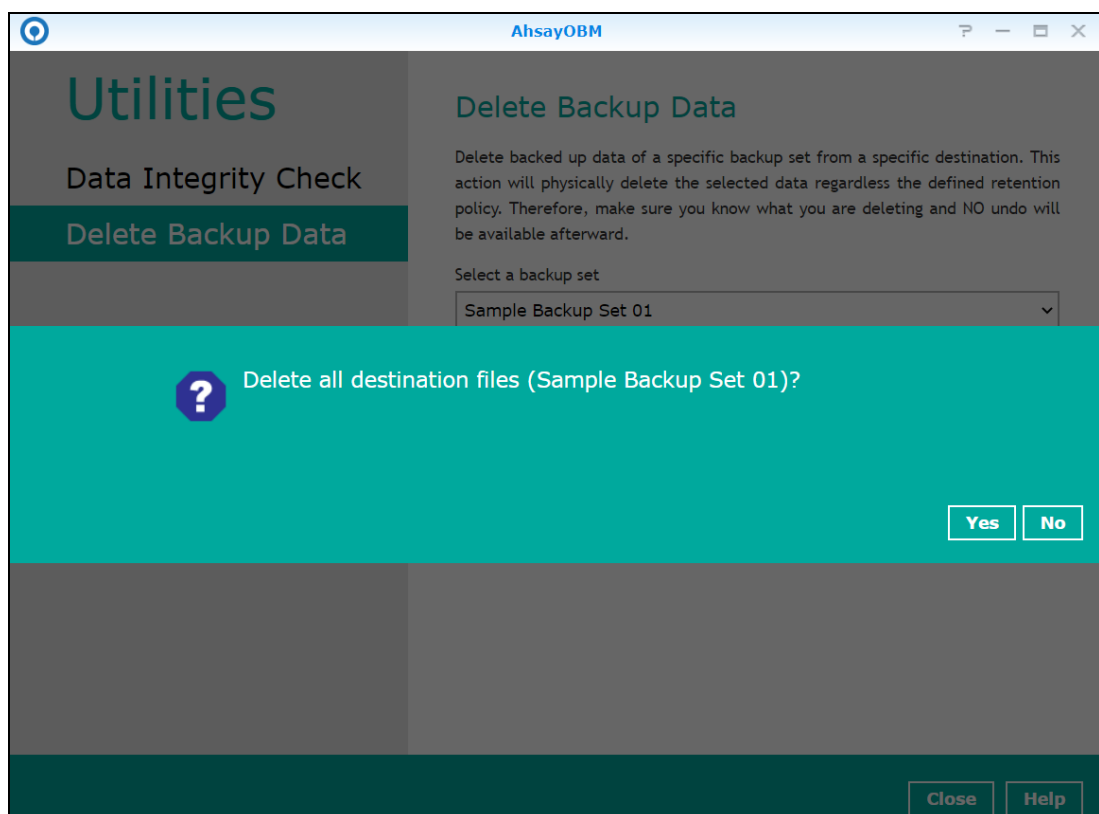 AhsayOBM
Utilities
Data Integrity Check
Delete Backup Data
Delete Backup Data
Delete backed up data of a specific backup set from a specific destination. This
action will physically delete the selected data regardless the defined retention
policy. Therefore, make sure you know what you are deleting and NO undo will
be available afterward.
Select a backup set
Sample Backup Set 01
Delete all destination files (Sample Backup Set 01)?
Yes No
Close Help